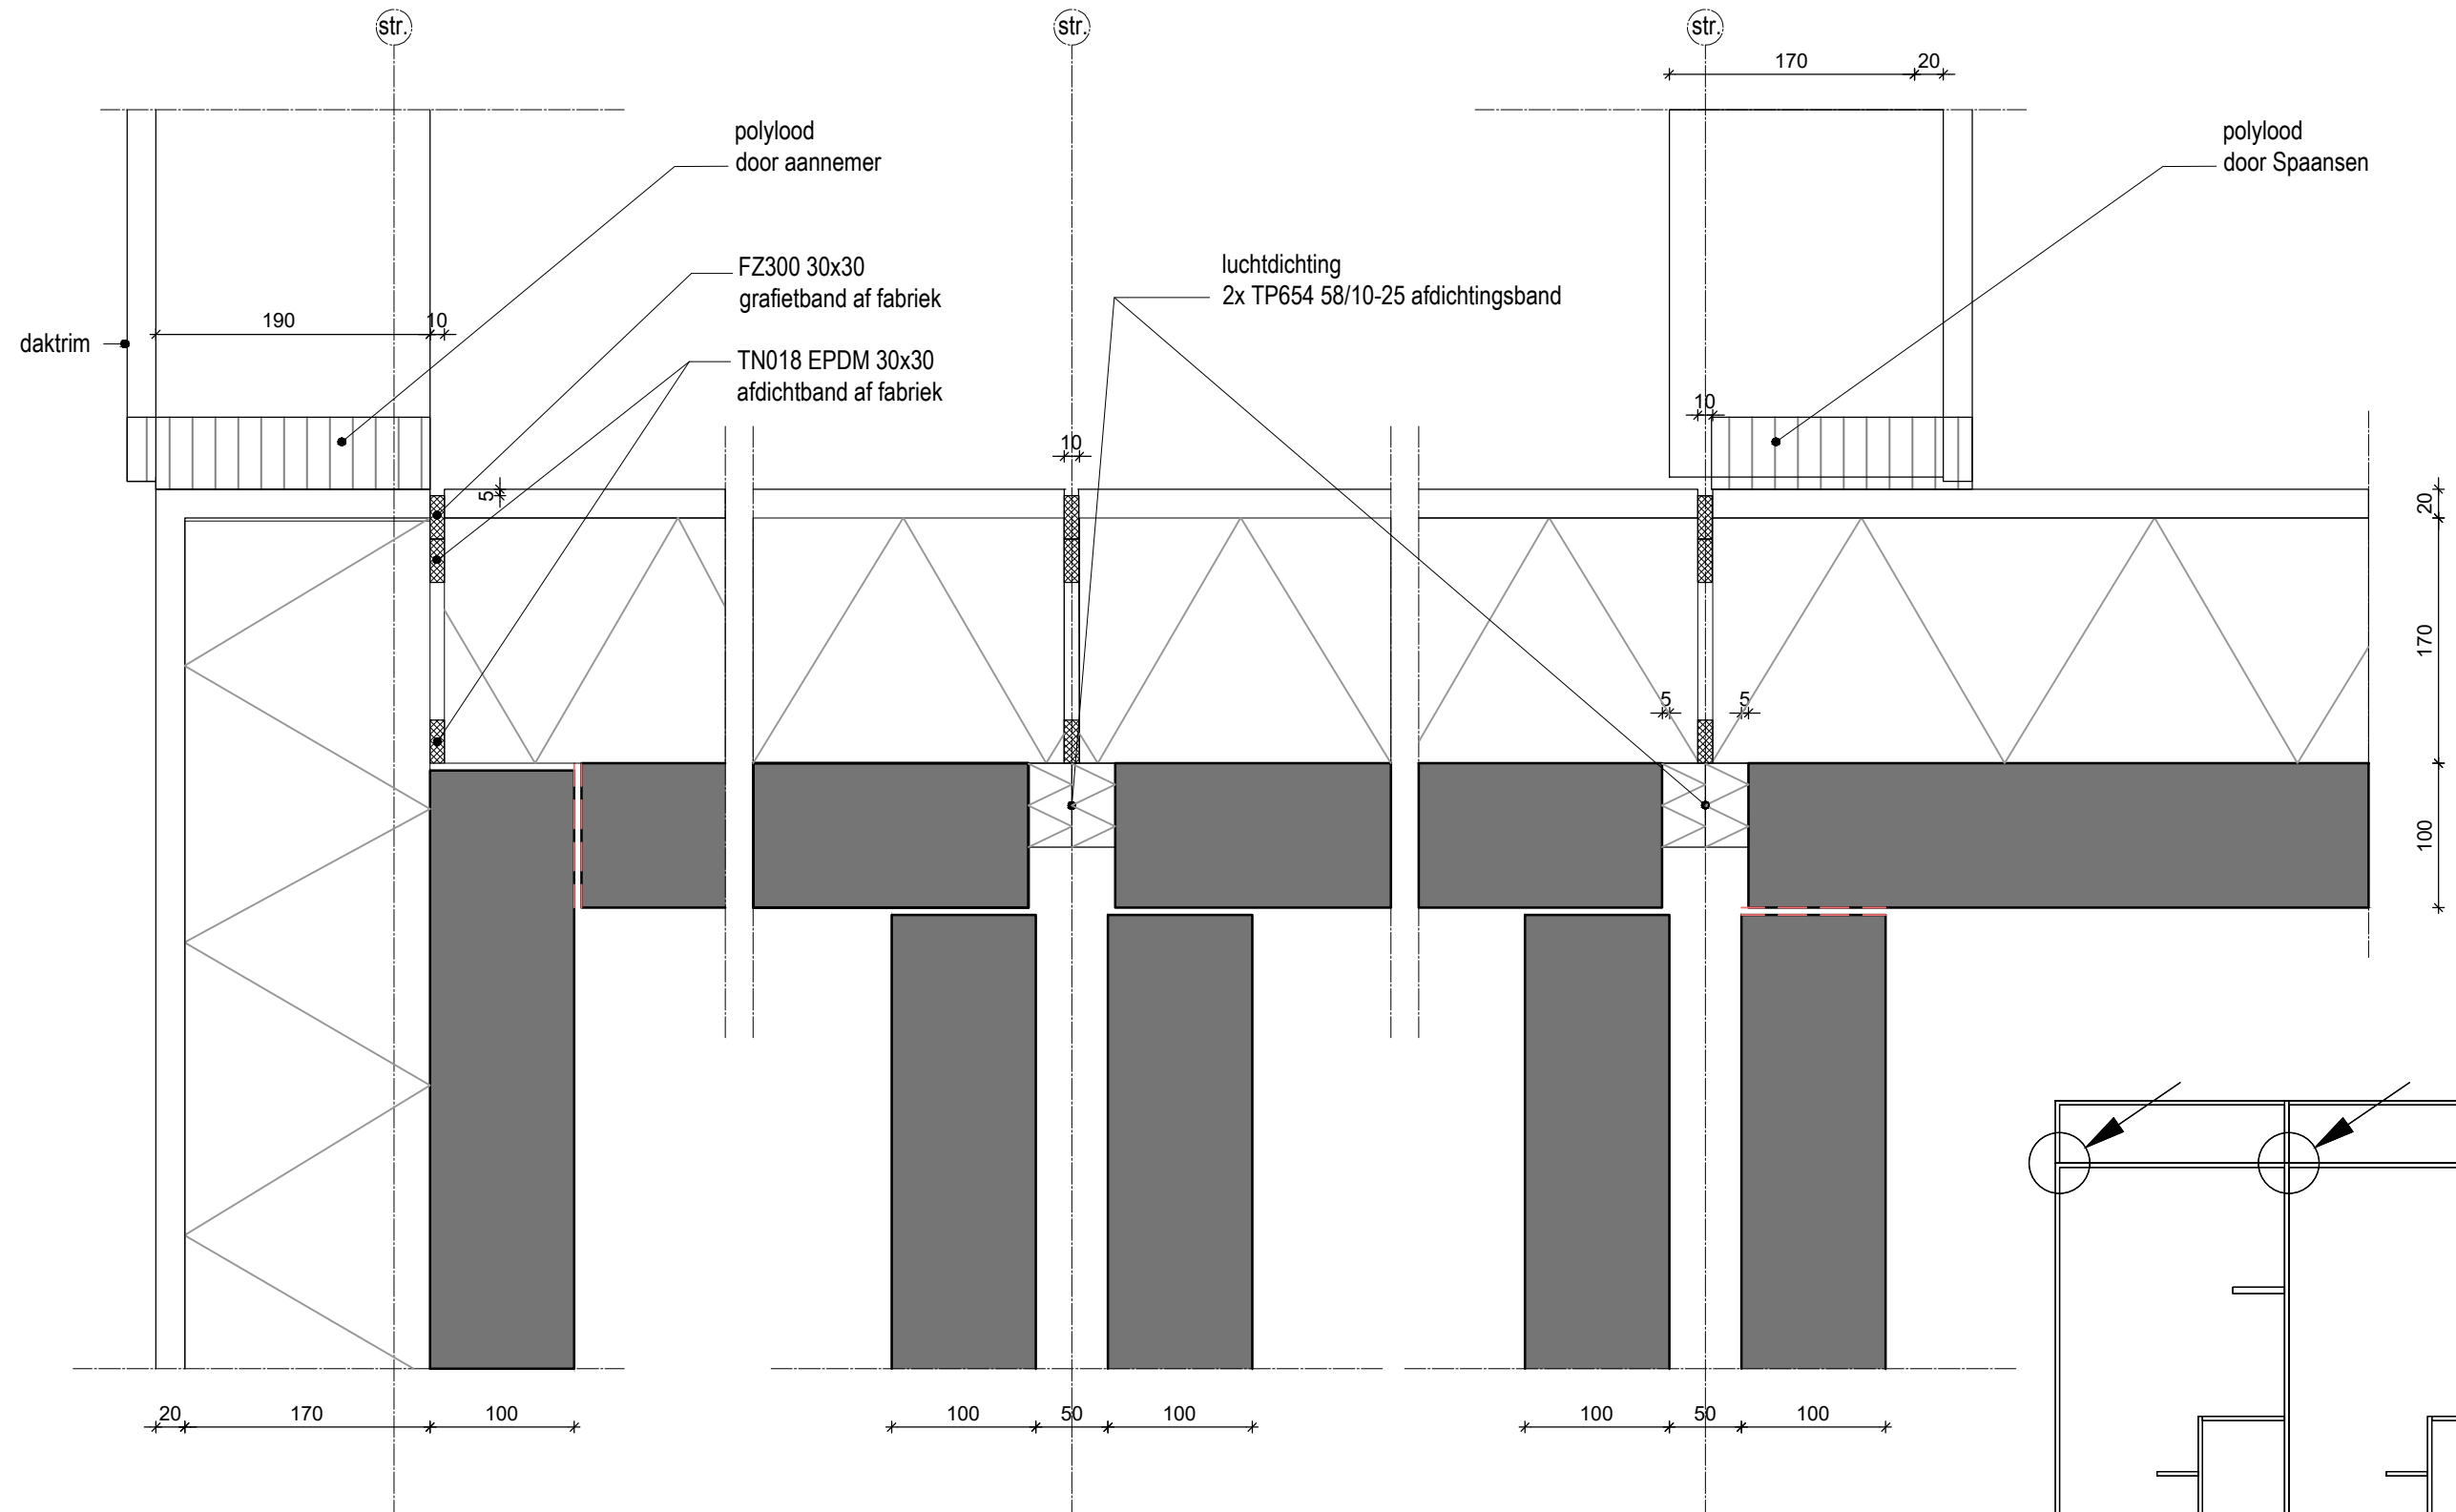 str.
str.
str.
170
20
polylood
door aannemer
polylood
door Spaansen
FZ300 30x30
grafietband af fabriek
luchtdichting
2x TP654 58/10-25 afdichtingsband
190
10
daktrim
TN018 EPDM 30x30
afdichtband af fabriek
10
10
5
20
170
5
5
100
20
170
100
100
50
100
100
50
100